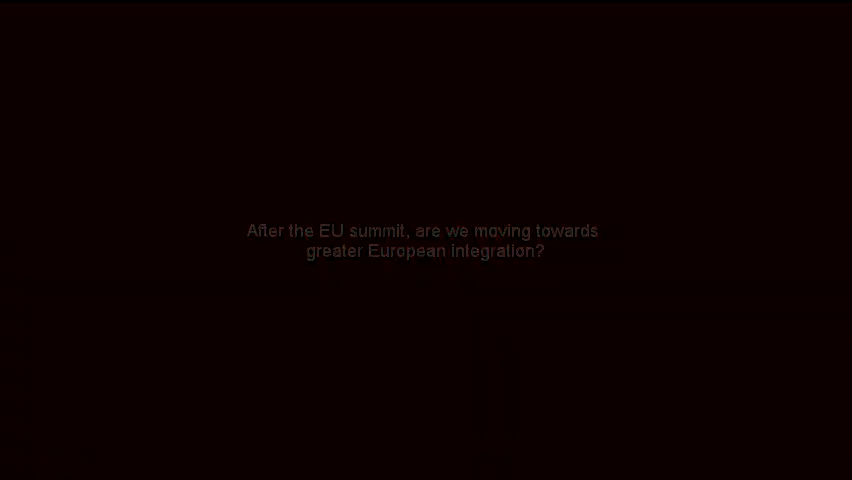 After the EU summit, are we moving towards
greater European integration?